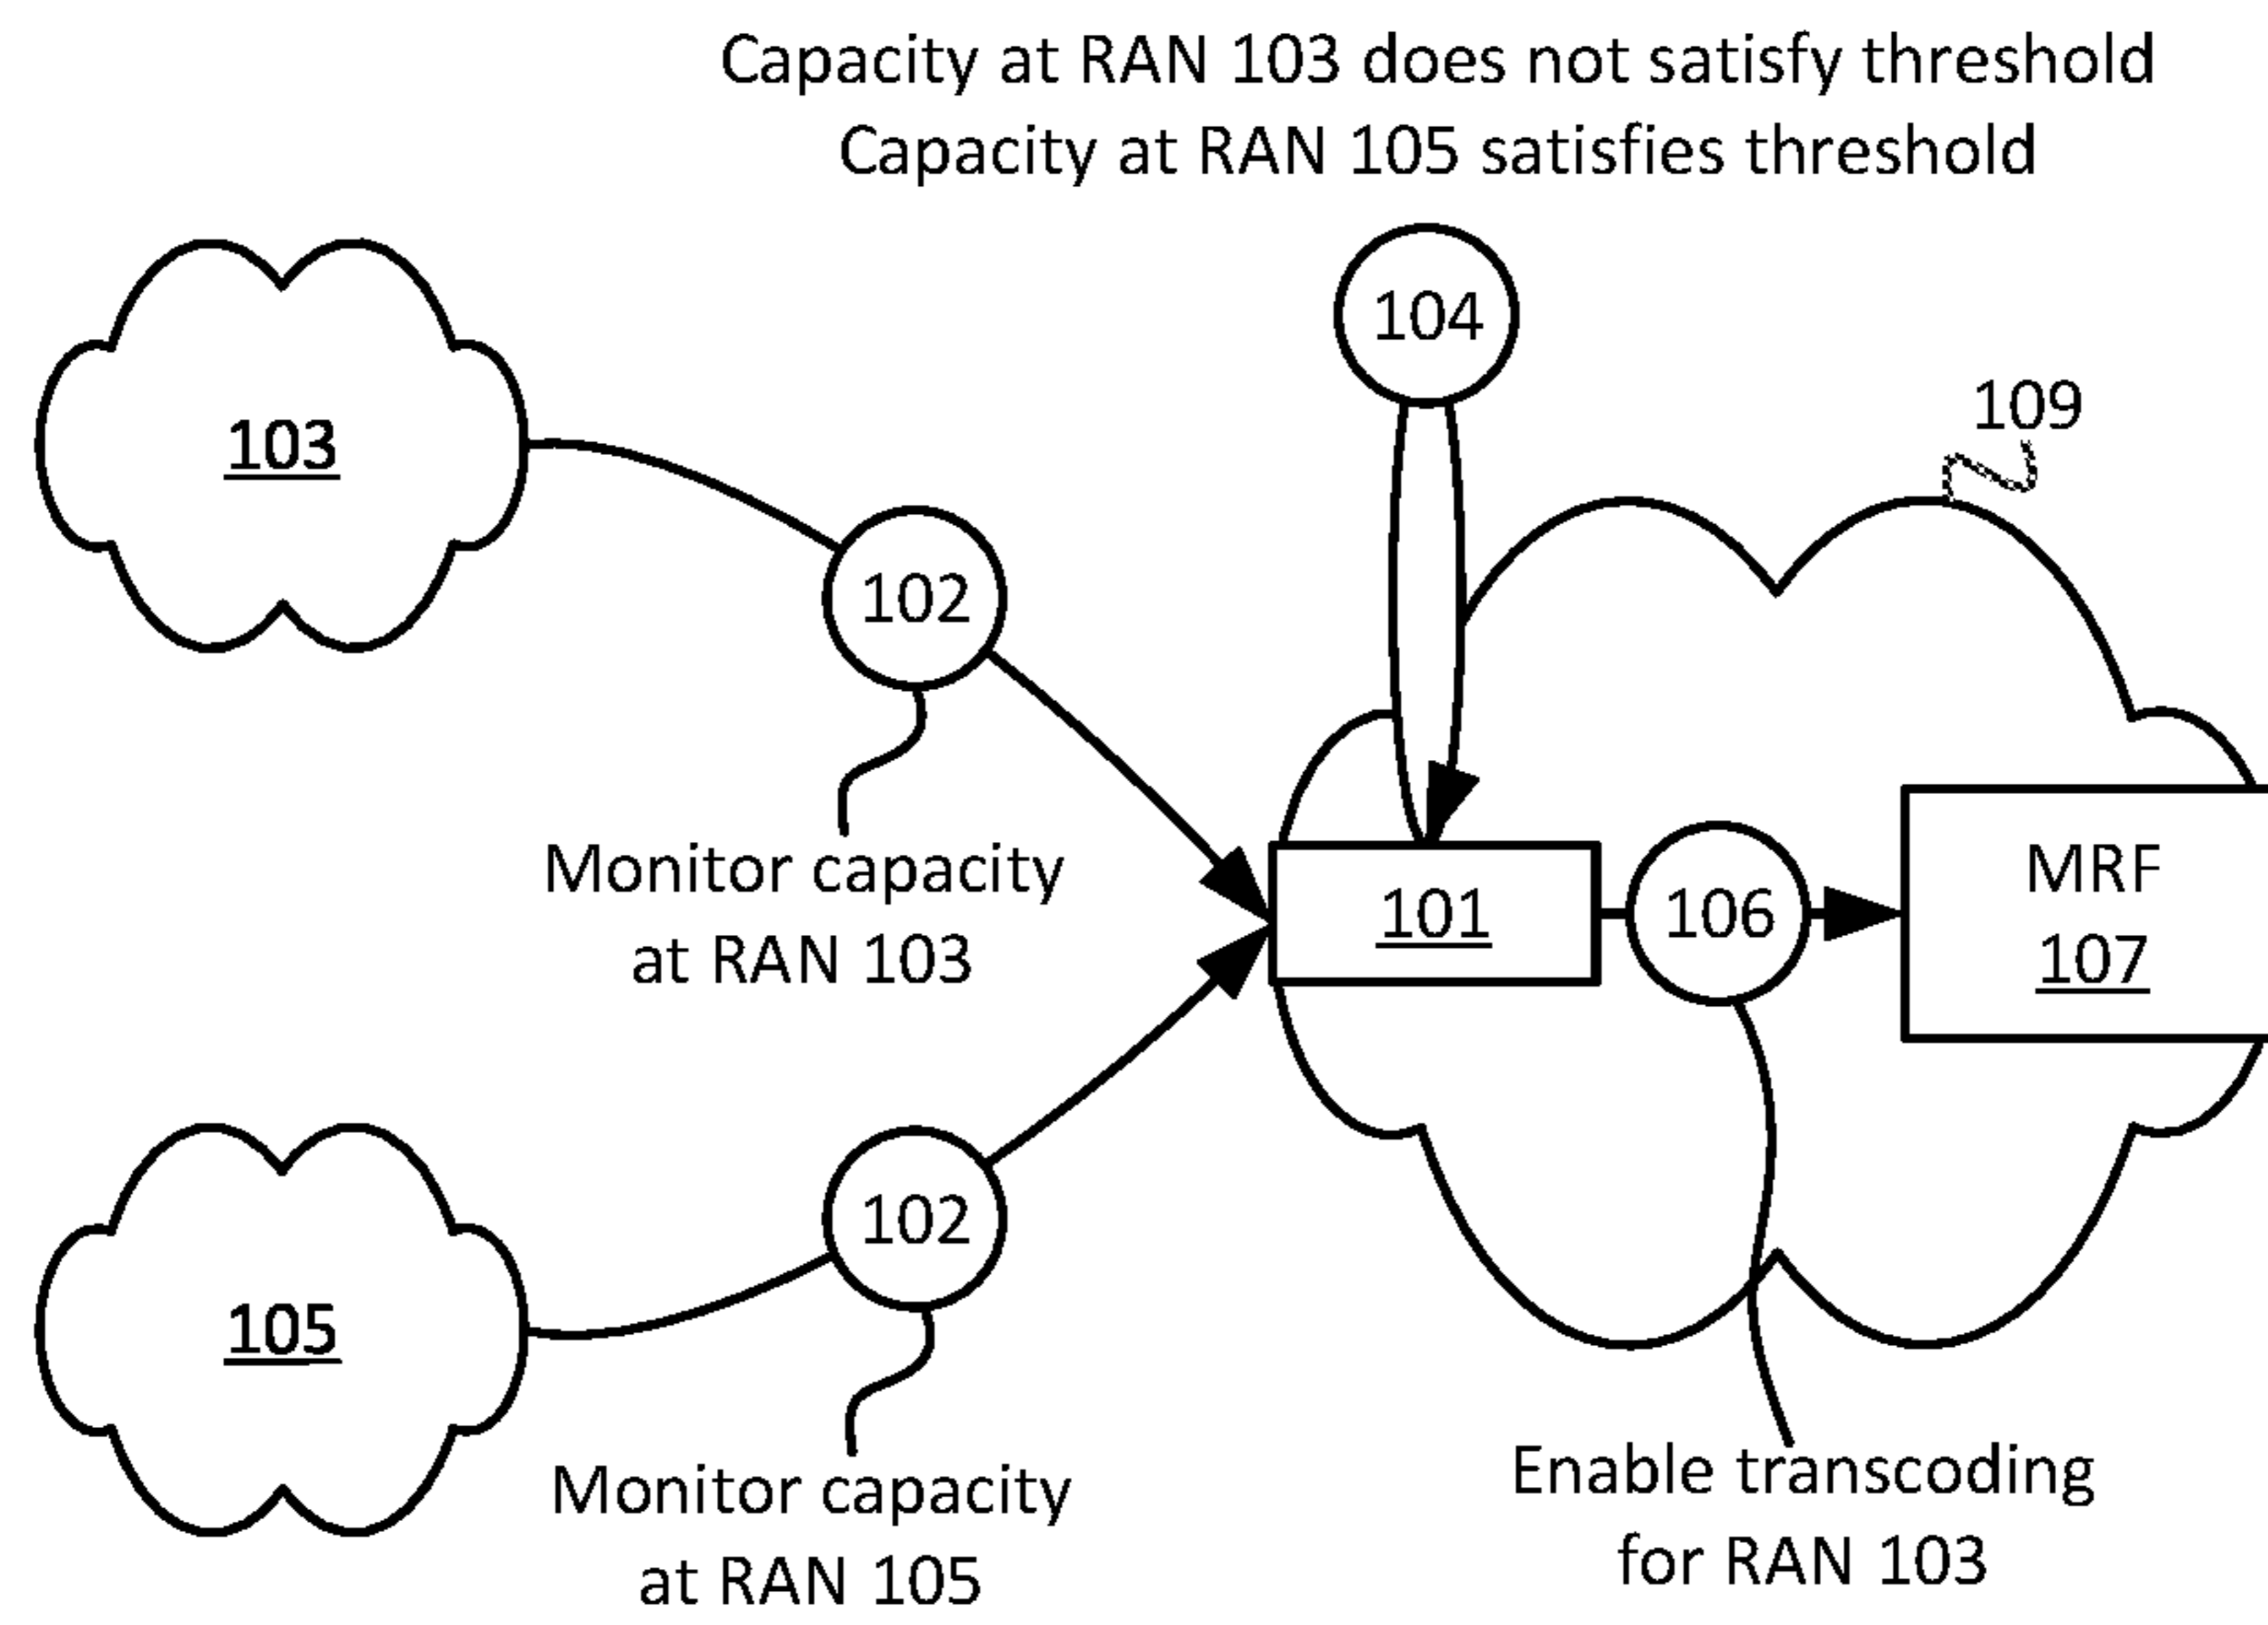 Capacity at RAN 103 does not satisfy threshold
Capacity at RAN 105 satisfies threshold
104
109
103
102
Monitor capacity
at RAN 103
101
106
MRF
107
102
105
Monitor capacity
at RAN 105
Enable transcoding
for RAN 103